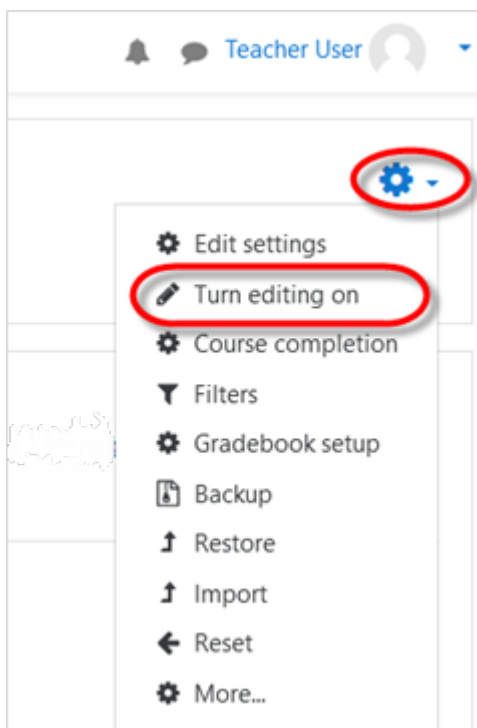 Teacher User
Edit settings
Turn editing on
Course completion
Filters
Gradebook setup
Backup
Restore
Import
Reset
More...